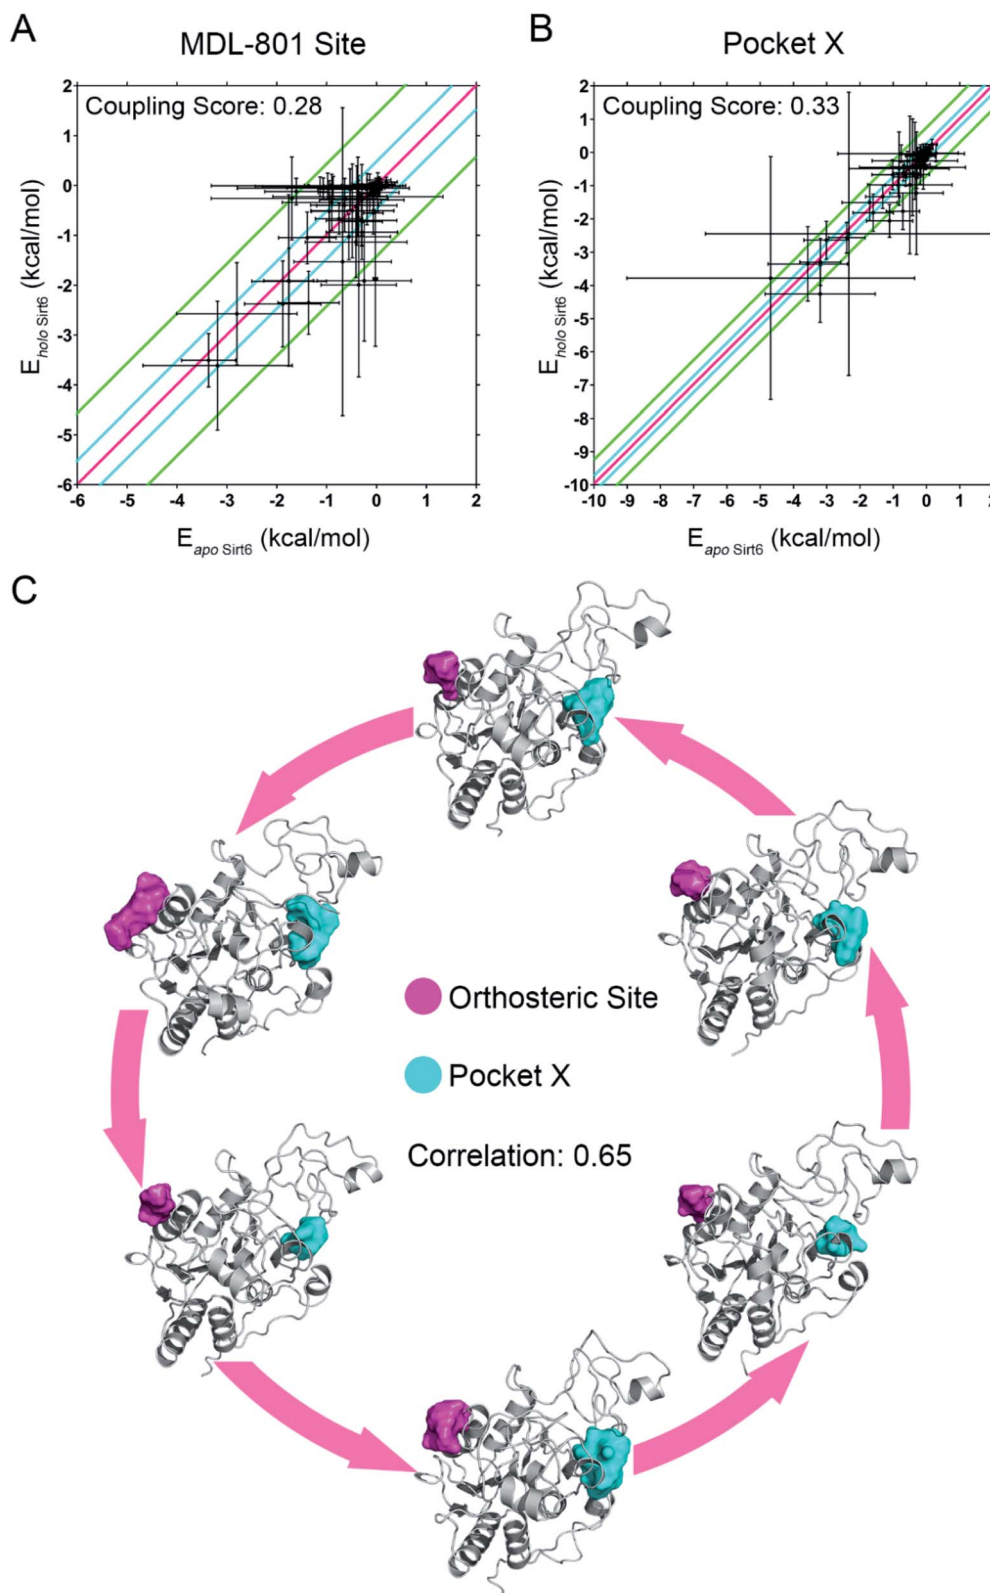 A
MDL-801 Site
Coupling Score: 0.28
2
1
0
-1
-2
-3
-4
-5
-6
E holo Sirt6 (kcal/mol)
-6 -5 -4 -3 -2 -1 0 1 2
E apo Sirt6 (kcal/mol)
B
Pocket X
Coupling Score: 0.33
2
1
0
-1
-2
-3
-4
-5
-6
-7
-8
-9
-10
E holo Sirt6 (kcal/mol)
-10 -9 -8 -7 -6 -5 -4 -3 -2 -1 0 1 2
E apo Sirt6 (kcal/mol)
C
Orthosteric Site
Pocket X
Correlation: 0.65